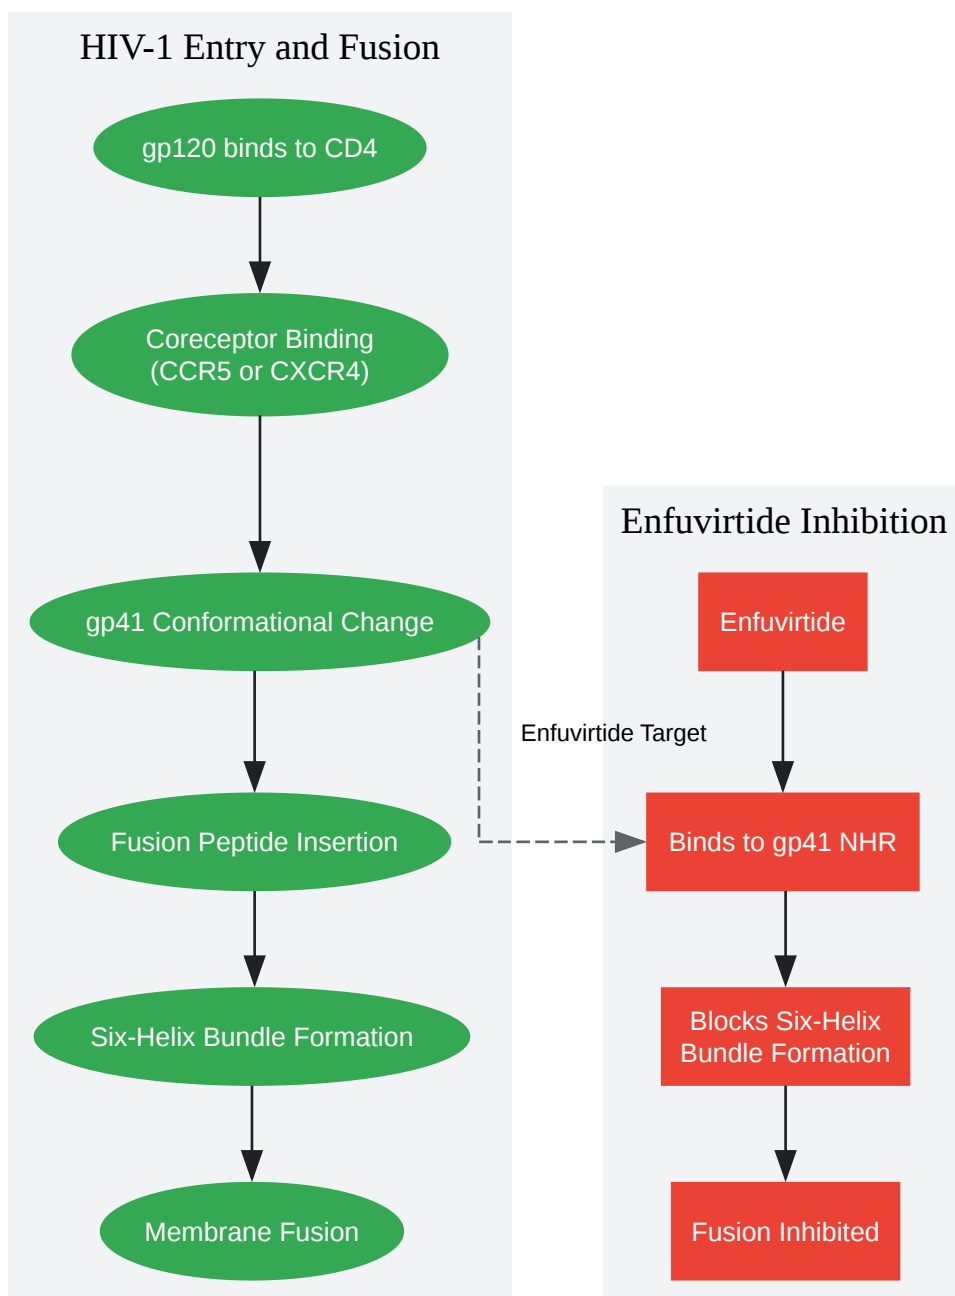 HIV-1 Entry and Fusion
gp120 binds to CD4
Coreceptor Binding
(CCR5 or CXCR4)
gp41 Conformational Change
Fusion Peptide Insertion
Six-Helix Bundle Formation
Membrane Fusion
Enfuvirtide Target
Enfuvirtide Inhibition
Enfuvirtide
Binds to gp41 NHR
Blocks Six-Helix
Bundle Formation
Fusion Inhibited